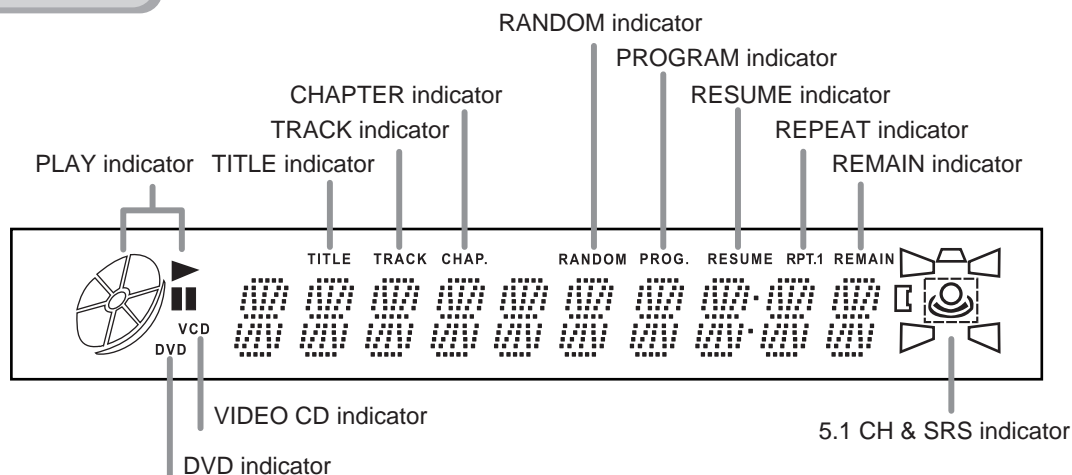 RANDOM indicator
PROGRAM indicator
CHAPTER indicator
RESUME indicator
TRACK indicator
REPEAT indicator
PLAY indicator
TITLE indicator
REMAIN indicator
TITLE TRACK CHAP. RANDOM PROG. RESUME RPT.1 REMAIN
VCD
DVD
VIDEO CD indicator
5.1 CH & SRS indicator
DVD indicator